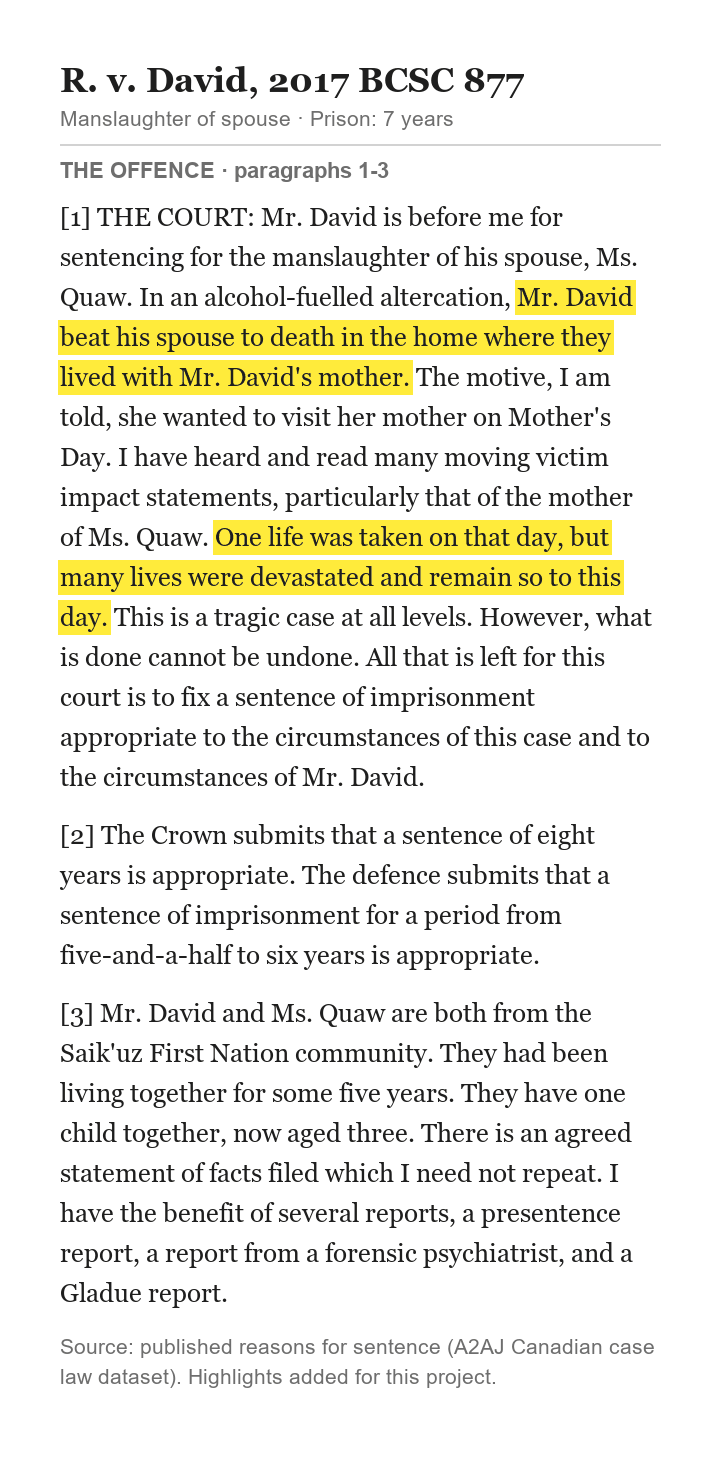 R. v. David, 2017 BCSC 877
Manslaughter of spouse · Prison: 7 years
THE OFFENCE · paragraphs 1-3
[1] THE COURT: Mr. David is before me for
sentencing for the manslaughter of his spouse, Ms.
Quaw. In an alcohol-fuelled altercation, Mr. David
beat his spouse to death in the home where they
lived with Mr. David's mother. The motive, I am
told, she wanted to visit her mother on Mother's
Day. I have heard and read many moving victim
impact statements, particularly that of the mother
of Ms. Quaw. One life was taken on that day, but
many lives were devastated and remain so to this
day. This is a tragic case at all levels. However, what
is done cannot be undone. All that is left for this
court is to fix a sentence of imprisonment
appropriate to the circumstances of this case and to
the circumstances of Mr. David.
[2] The Crown submits that a sentence of eight
years is appropriate. The defence submits that a
sentence of imprisonment for a period from
five-and-a-half to six years is appropriate.
[3] Mr. David and Ms. Quaw are both from the
Saik'uz First Nation community. They had been
living together for some five years. They have one
child together, now aged three. There is an agreed
statement of facts filed which I need not repeat. I
have the benefit of several reports, a presentence
report, a report from a forensic psychiatrist, and a
Gladue report.
Source: published reasons for sentence (A2AJ Canadian case
law dataset). Highlights added for this project.